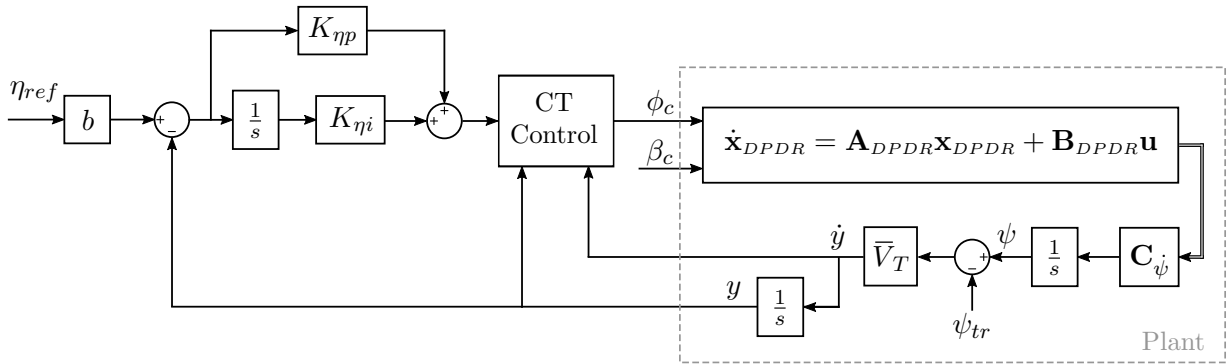 K_{ηp}
η_{ref}
b
+
-
1/s
K_{ηi}
+
+
CT
Control
ϕ_c
β_c
ẋ_{DPDR} = A_{DPDR}x_{DPDR} + B_{DPDR}u
ẏ
V̅_T
ψ
+
-
1/s
C_{ψ̇}
y
1/s
ψ_{tr}
Plant